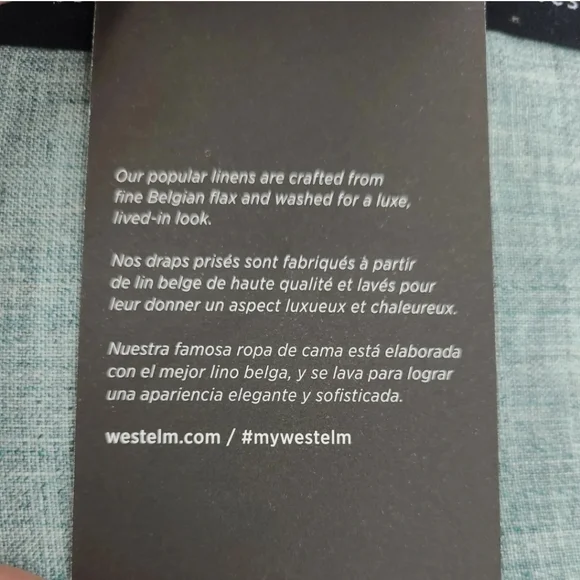 Our popular linens are crafted from
fine Belgian flax and washed for a luxe,
lived-in look.
Nos draps prisés sont fabriqués à partir
de lin belge de haute qualité et lavés pour
leur donner un aspect luxueux et chaleureux.
Nuestra famosa ropa de cama está elaborada
con el mejor lino belga, y se lava para lograr
una apariencia elegante y sofisticada.
westelm.com / #mywestelm